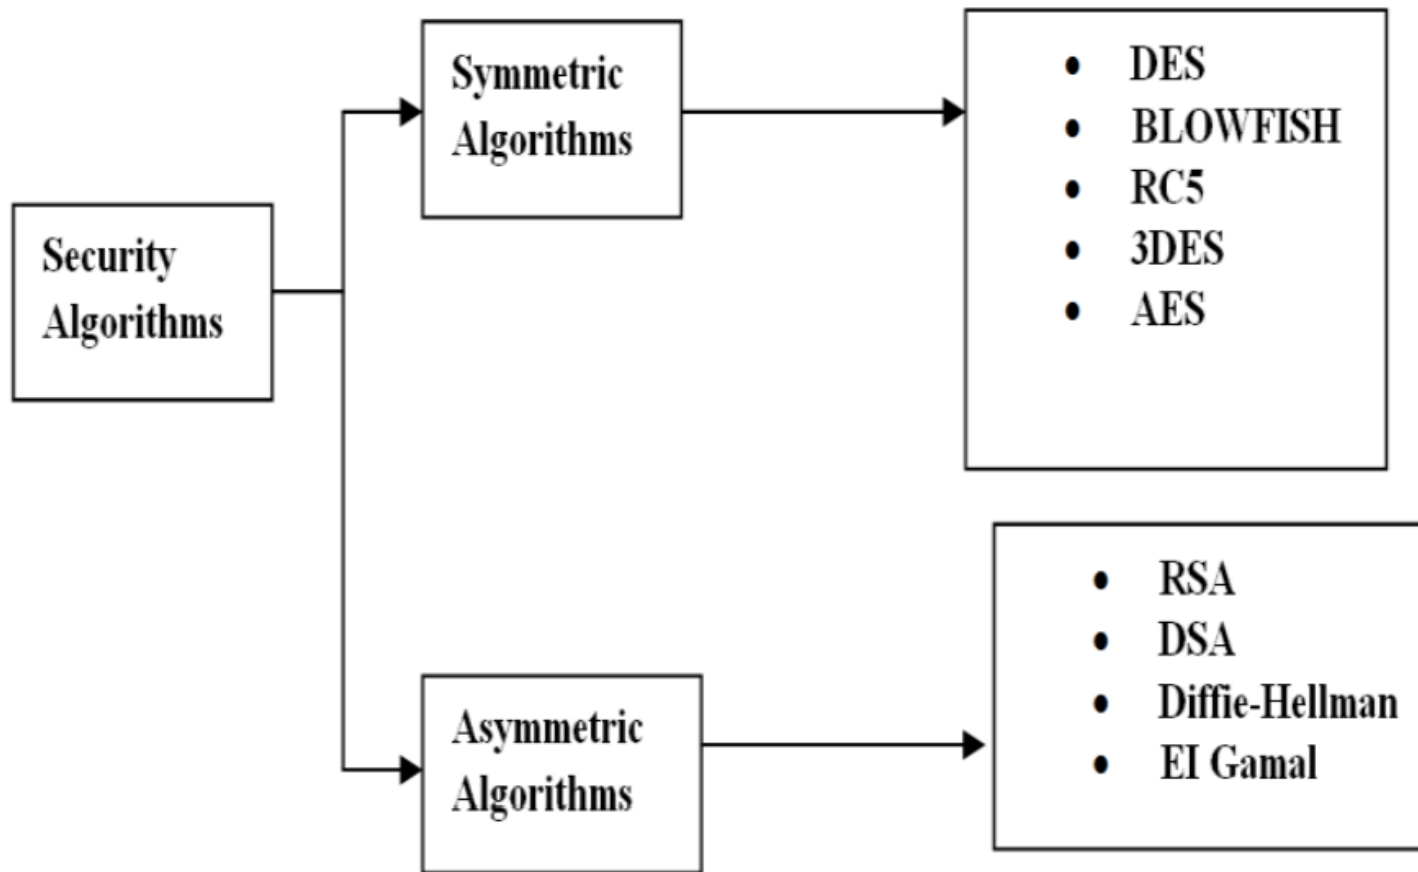 Security
Algorithms
Symmetric
Algorithms
• DES
• BLOWFISH
• RC5
• 3DES
• AES
Asymmetric
Algorithms
• RSA
• DSA
• Diffie-Hellman
• EI Gamal